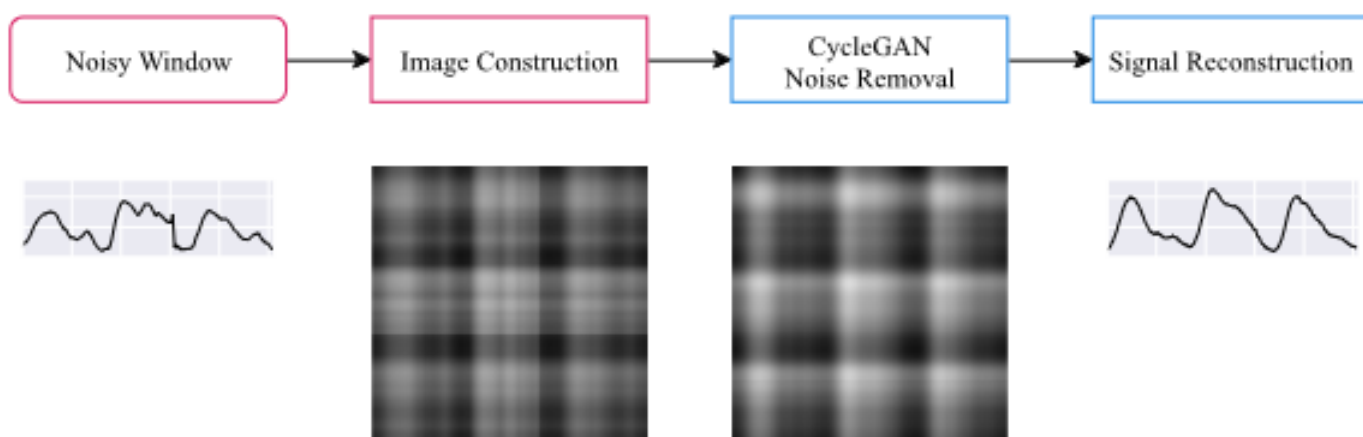 Noisy Window
Image Construction
CycleGAN
Noise Removal
Signal Reconstruction